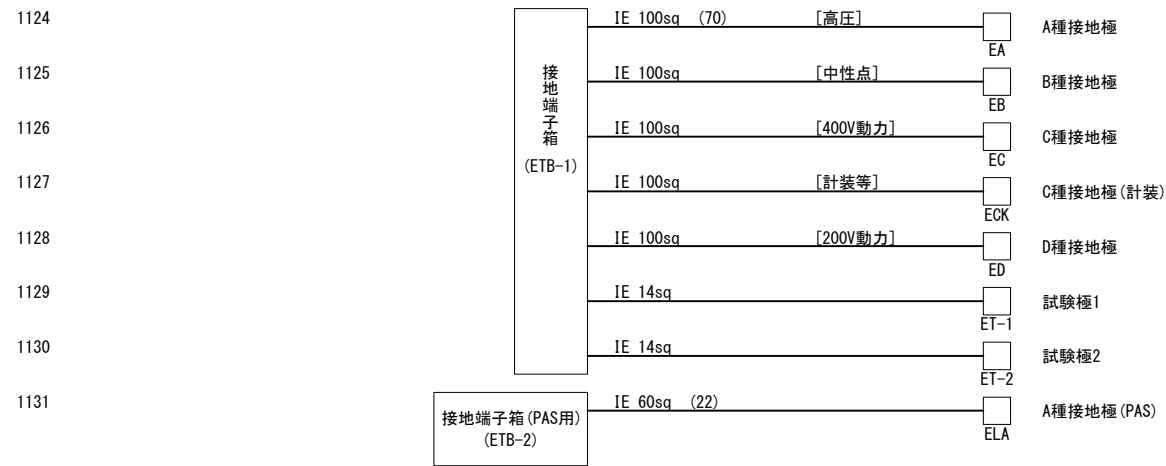 1124 IE 100sq (70) [高圧] A種接地極
EA
1125 IE 100sq [中性点] B種接地極
EB
接地端子箱
(ETB-1)
1126 IE 100sq [400V動力] C種接地極
EC
1127 IE 100sq [計装等] C種接地極(計装)
ECK
1128 IE 100sq [200V動力] D種接地極
ED
1129 IE 14sq 試験極1
ET-1
1130 IE 14sq 試験極2
ET-2
1131 IE 60sq (22) A種接地極(PAS)
ELA
接地端子箱(PAS用)
(ETB-2)